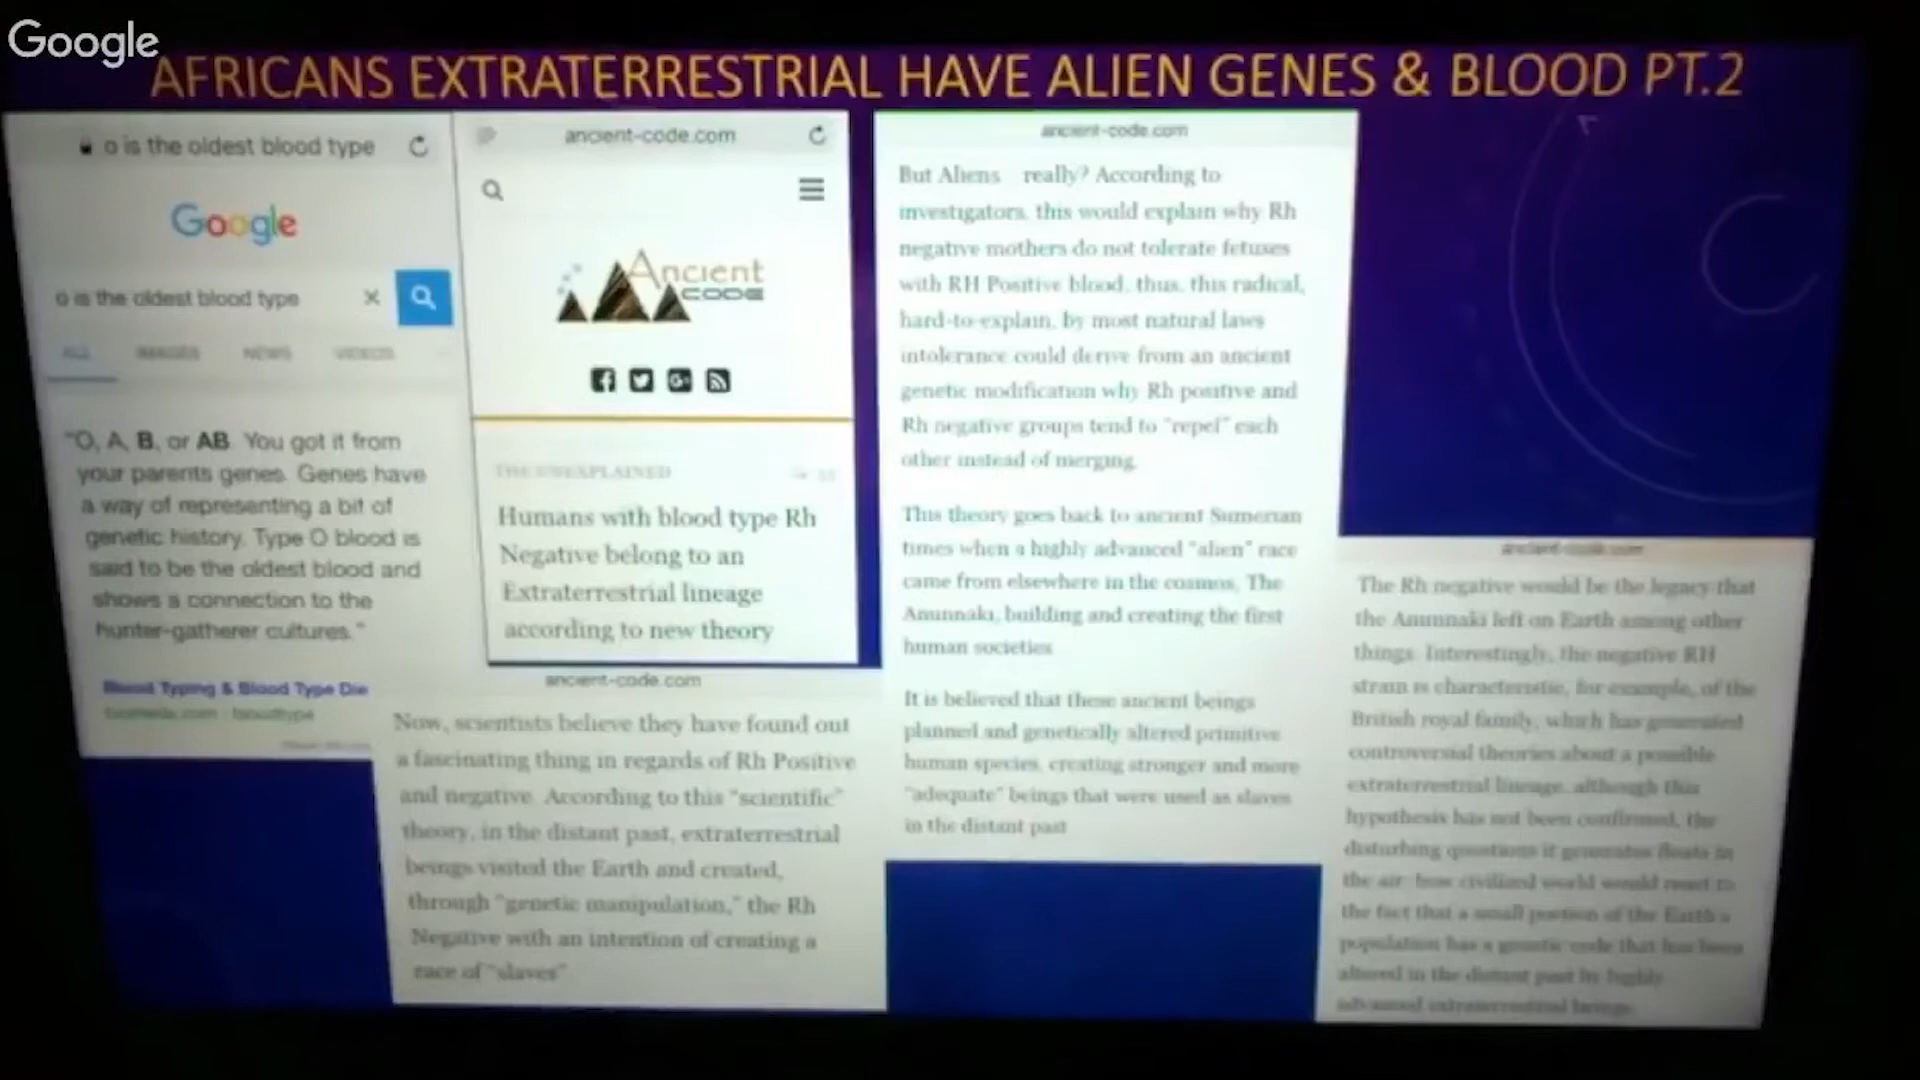 Google
AFRICANS EXTRATERRESTRIAL HAVE ALIEN GENES & BLOOD PT.2
o is the oldest blood type
Google
o is the oldest blood type
ALL IMAGES NEWS VIDEOS
"O, A, B, or AB. You got it from
your parents genes. Genes have
a way of representing a bit of
genetic history. Type O blood is
said to be the oldest blood and
shows a connection to the
hunter-gatherer cultures."
Blood Typing & Blood Type Die
ancient-code.com
Ancient
CODE
THE UNEXPLAINED
Humans with blood type Rh
Negative belong to an
Extraterrestrial lineage
according to new theory
ancient-code.com
Now, scientists believe they have found out
a fascinating thing in regards of Rh Positive
and negative. According to this "scientific"
theory, in the distant past, extraterrestrial
beings visited the Earth and created,
through "genetic manipulation," the Rh
Negative with an intention of creating a
race of "slaves"
ancient-code.com
But Aliens really? According to
investigators, this would explain why Rh
negative mothers do not tolerate fetuses
with RH Positive blood, thus, this radical,
hard-to-explain, by most natural laws
intolerance could derive from an ancient
genetic modification why Rh positive and
Rh negative groups tend to "repel" each
other instead of merging.
This theory goes back to ancient Sumerian
times when a highly advanced "alien" race
came from elsewhere in the cosmos, The
Anunnaki, building and creating the first
human societies
It is believed that these ancient beings
planned and genetically altered primitive
human species, creating stronger and more
"adequate" beings that were used as slaves
in the distant past
ancient-code.com
The Rh negative would be the legacy that
the Anunnaki left on Earth among other
things. Interestingly, the negative RH
strain is characteristic, for example, of the
British royal family, which has generated
controversial theories about a possible
extraterrestrial lineage, although this
hypothesis has not been confirmed, the
disturbing questions it generates floats in
the air: how civilized world would react to
the fact that a small portion of the Earth's
population has a genetic code that has been
altered in the distant past by highly
advanced extraterrestrial beings